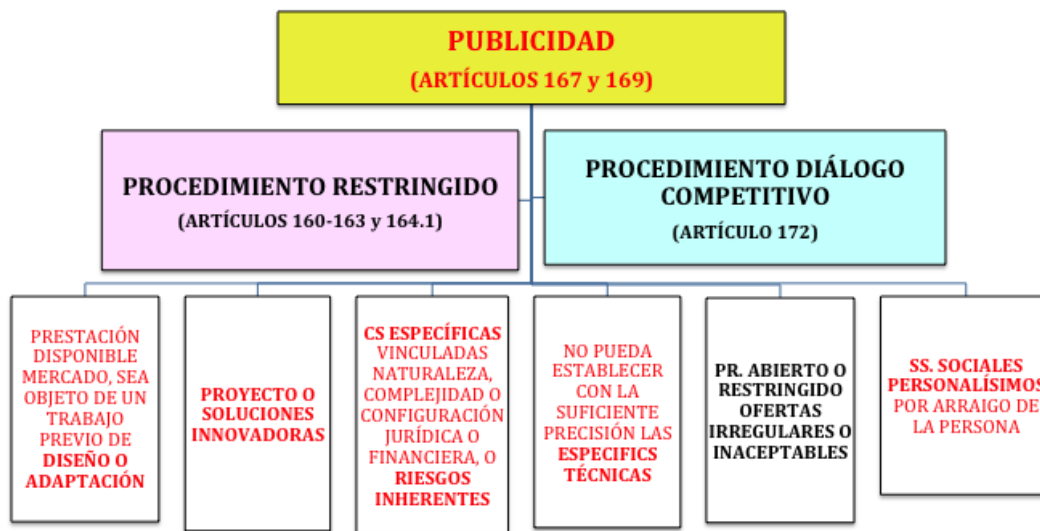 PUBLICIDAD
(ARTÍCULOS 167 y 169)
PROCEDIMIENTO RESTRINGIDO
(ARTÍCULOS 160-163 y 164.1)
PROCEDIMIENTO DIÁLOGO
COMPETITIVO
(ARTÍCULO 172)
PRESTACIÓN
DISPONIBLE
MERCADO, SEA
OBJETO DE UN
TRABAJO
PREVIO DE
DISEÑO O
ADAPTACIÓN
PROYECTO O
SOLUCIONES
INNOVADORAS
CS ESPECÍFICAS
VINCULADAS
NATURALEZA,
COMPLEJIDAD O
CONFIGURACIÓN
JURÍDICA O
FINANCIERA, O
RIESGOS
INHERENTES
NO PUEDA
ESTABLECER
CON LA
SUFICIENTE
PRECISIÓN LAS
ESPECIFICS
TÉCNICAS
PR. ABIERTO O
RESTRINGIDO
OFERTAS
IRREGULARES O
INACEPTABLES
SS. SOCIALES
PERSONALÍSIMOS
POR ARRAIGO DE
LA PERSONA